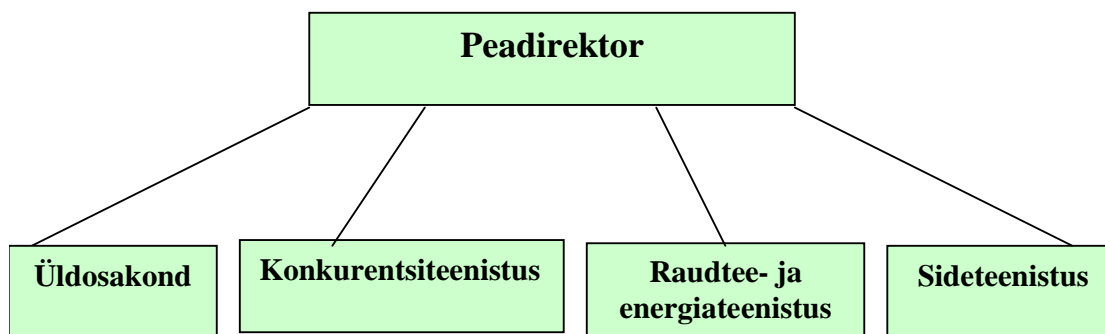 Peadirektor
Üldosakond
Konkurentsiteenistus
Raudtee- ja
energiateenistus
Sideteenistus